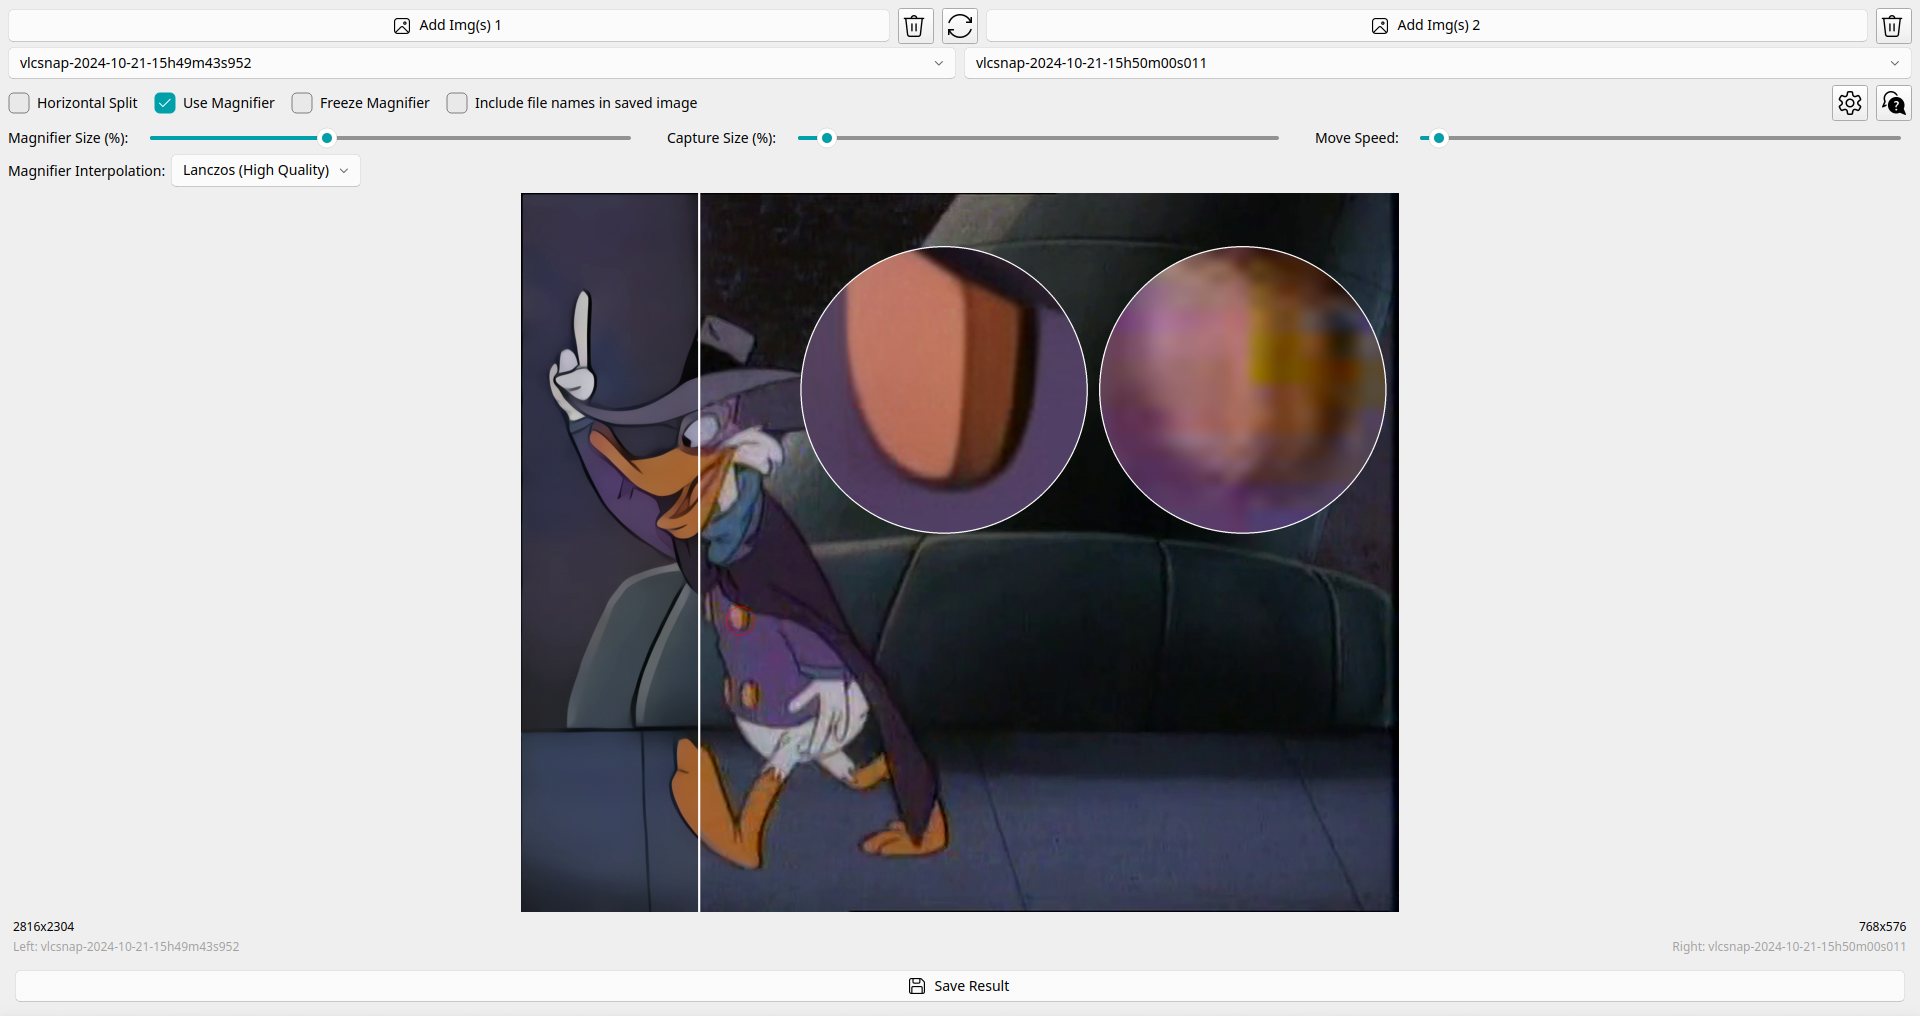 Add Img(s) 1
Add Img(s) 2
vlcsnap-2024-10-21-15h49m43s952
vlcsnap-2024-10-21-15h50m00s011
Horizontal Split
Use Magnifier
Freeze Magnifier
Include file names in saved image
Magnifier Size (%):
Capture Size (%):
Move Speed:
Magnifier Interpolation:
Lanczos (High Quality)
2816x2304
768x576
Left: vlcsnap-2024-10-21-15h49m43s952
Right: vlcsnap-2024-10-21-15h50m00s011
Save Result